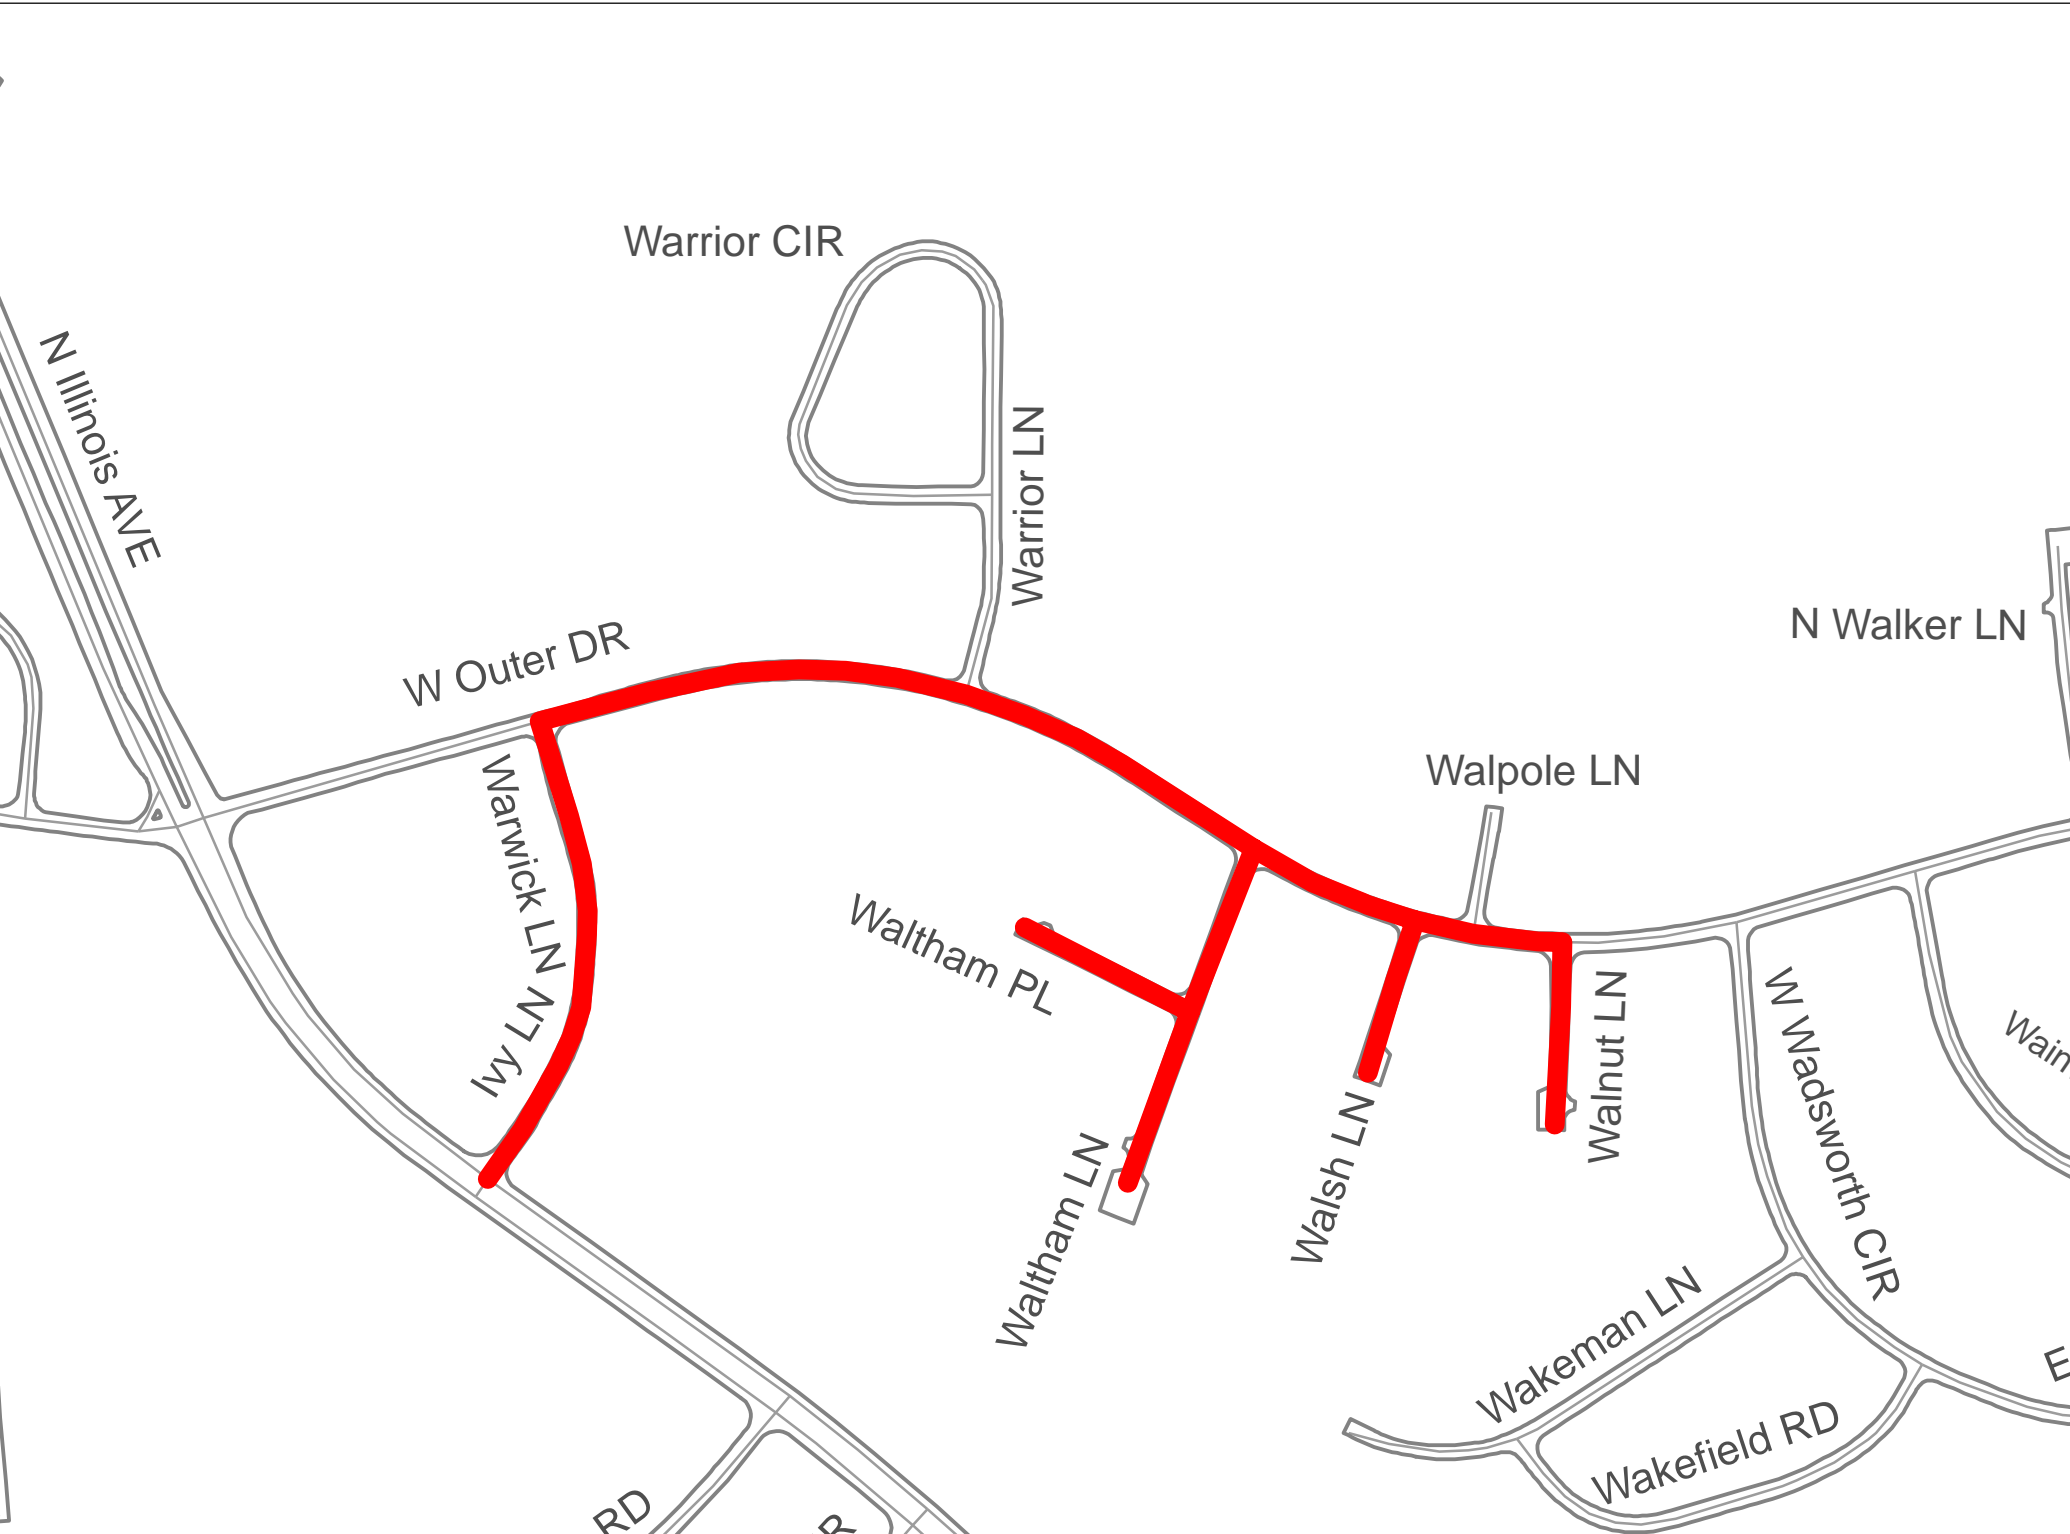 Warrior CIR
N Illinois AVE
Warrior LN
N Walker LN
W Outer DR
Walpole LN
Warwick LN
Waltham PL
Ivy LN
Walnut LN
W Wadsworth CIR
Walsh LN
Waltham LN
Wakeman LN
Wakefield RD
RD